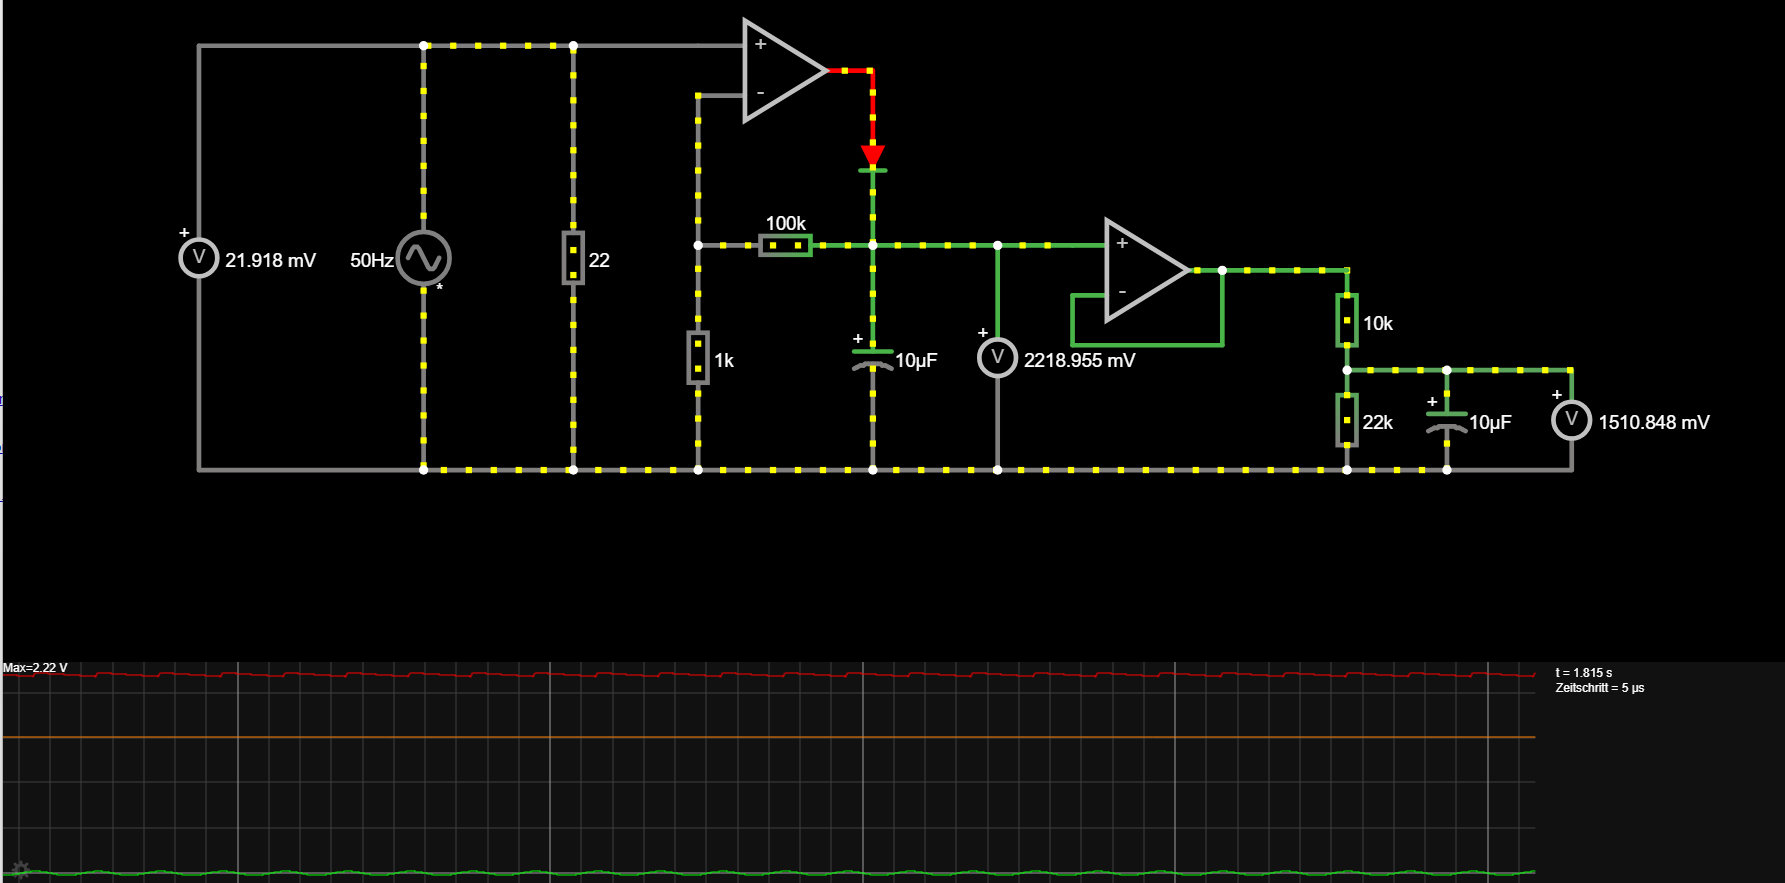 +
-
100k
+
V
21.918 mV
50Hz
*
22
+
-
1k
+
10µF
+
V
2218.955 mV
10k
22k
+
10µF
+
V
1510.848 mV
Max=2.22 V
t = 1.815 s
Zeitschritt = 5 µs